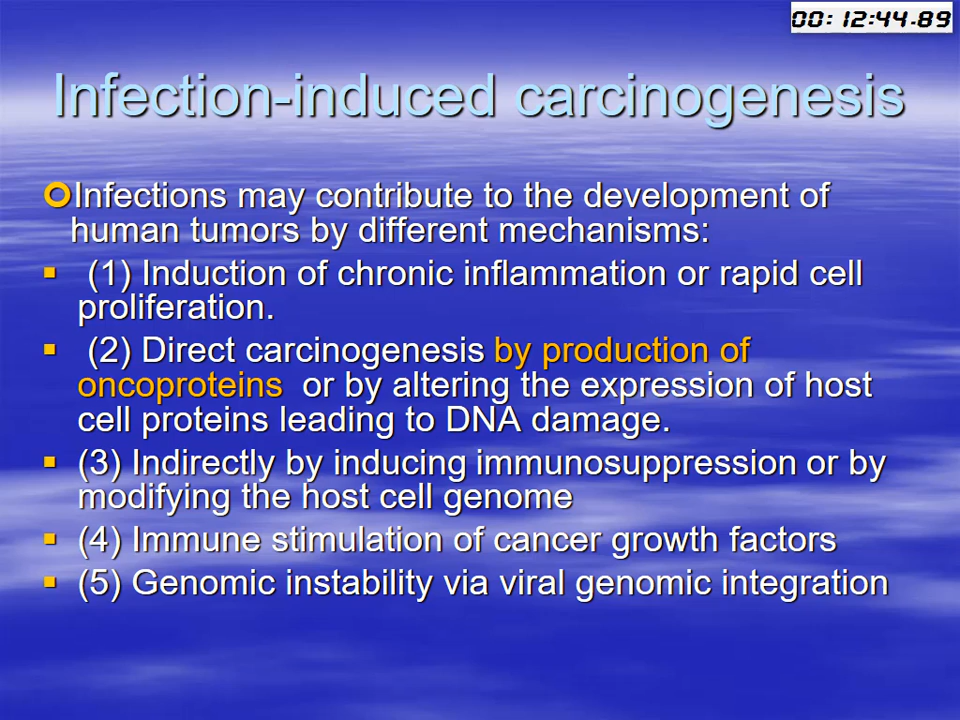 00:12:44.89
Infection-induced carcinogenesis
Infections may contribute to the development of
human tumors by different mechanisms:
(1) Induction of chronic inflammation or rapid cell
proliferation.
(2) Direct carcinogenesis by production of
oncoproteins or by altering the expression of host
cell proteins leading to DNA damage.
(3) Indirectly by inducing immunosuppression or by
modifying the host cell genome
(4) Immune stimulation of cancer growth factors
(5) Genomic instability via viral genomic integration